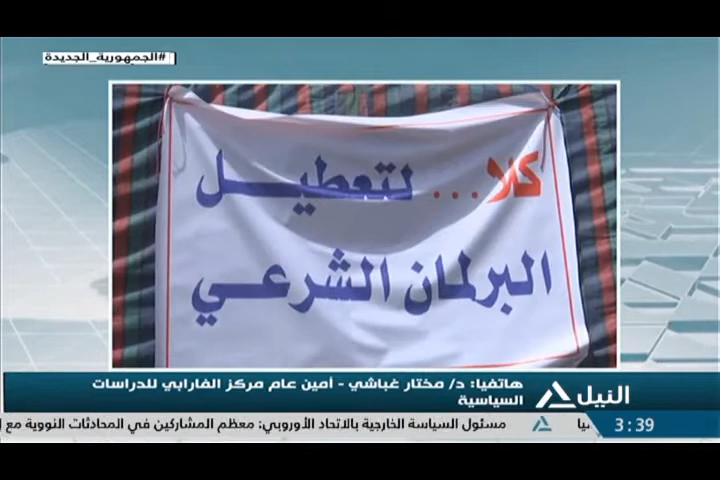 #الجمهورية_الجديدة
كلا... لتعطيل
البرلمان الشرعي
هاتفيا: د/ مختار غباشي - أمين عام مركز الفارابي للدراسات
السياسية
النيل
3:39
مسئول السياسة الخارجية بالاتحاد الأوروبي: معظم المشاركين في المحادثات النووية مع